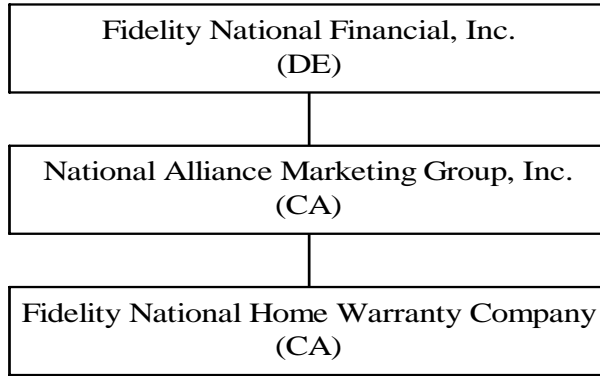 Fidelity National Financial, Inc.
(DE)
National Alliance Marketing Group, Inc.
(CA)
Fidelity National Home Warranty Company
(CA)